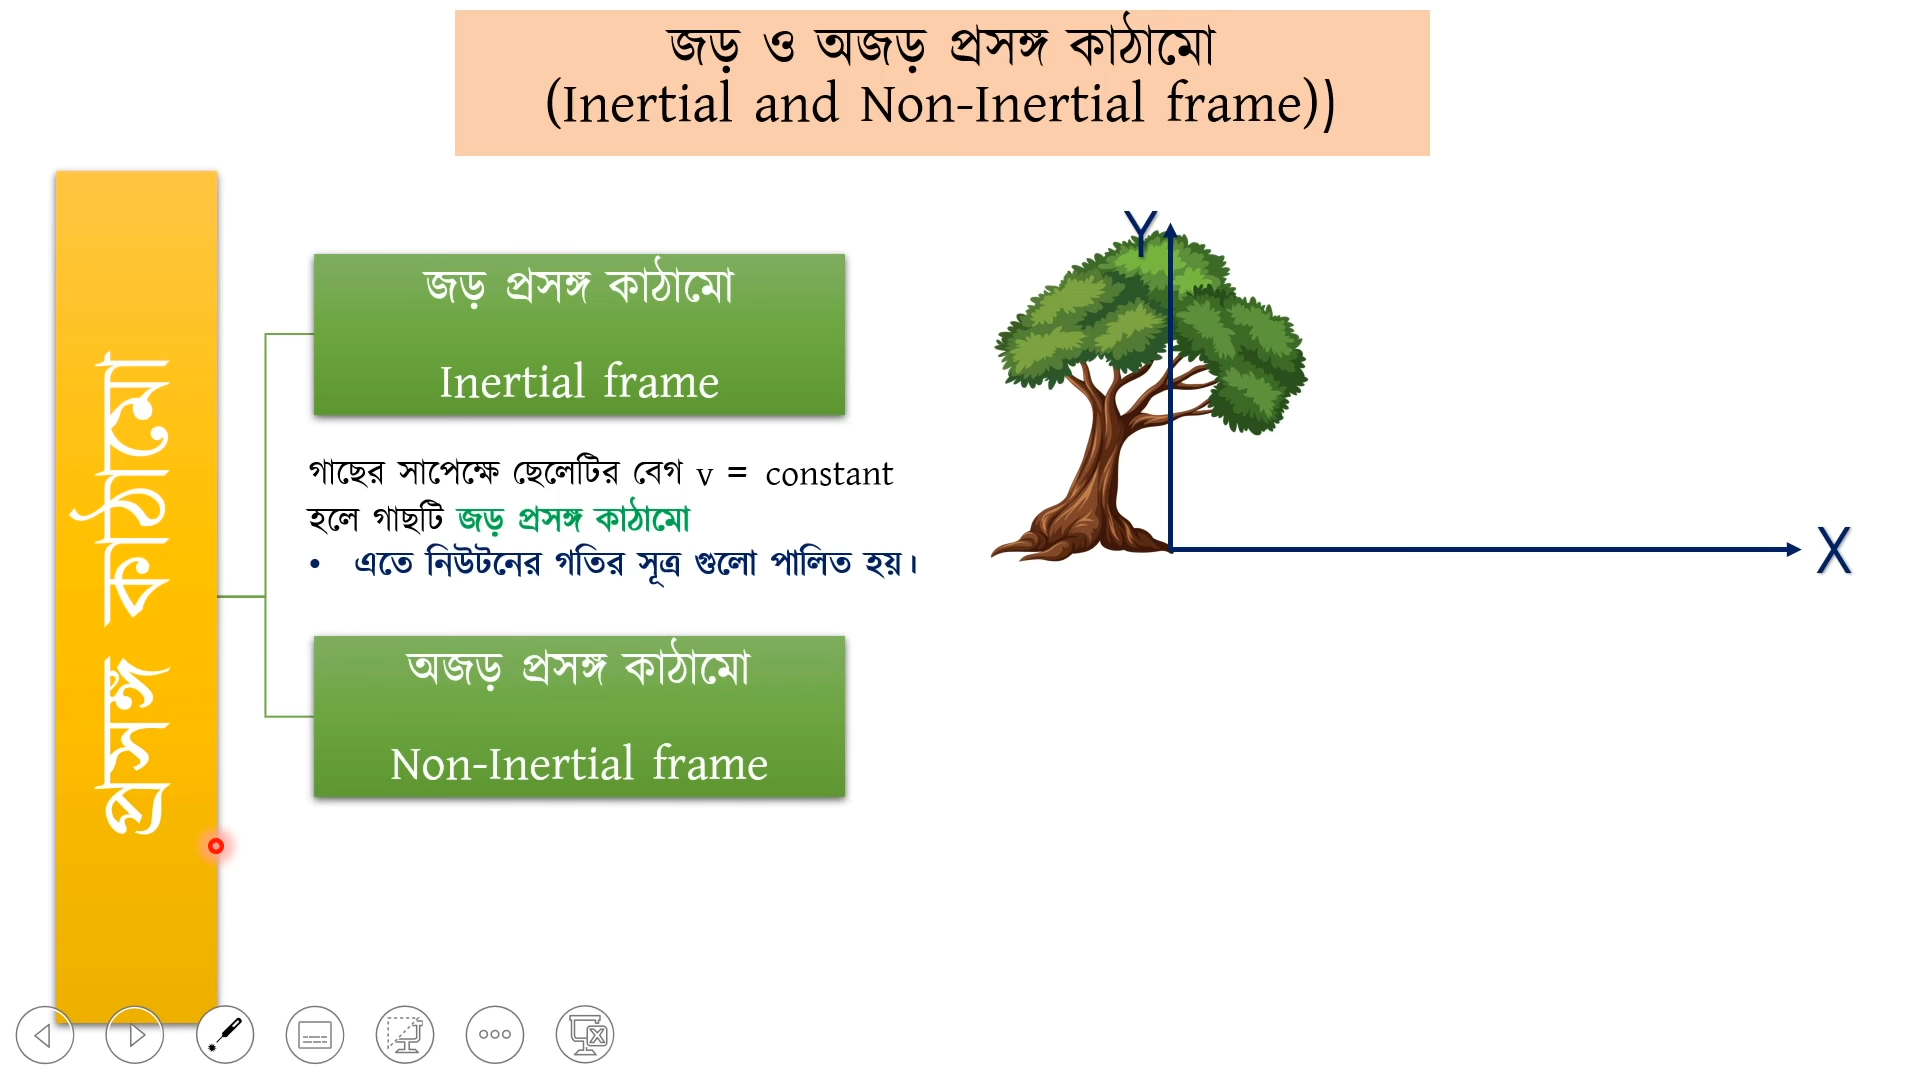 জড় ও অজড় প্রসঙ্গ কাঠামো
(Inertial and Non-Inertial frame))
প্রসঙ্গ কাঠামো
জড় প্রসঙ্গ কাঠামো
Inertial frame
গাছের সাপেক্ষে ছেলেটির বেগ v = constant
হলে গাছটি জড় প্রসঙ্গ কাঠামো
• এতে নিউটনের গতির সূত্র গুলো পালিত হয়।
অজড় প্রসঙ্গ কাঠামো
Non-Inertial frame
Y
X